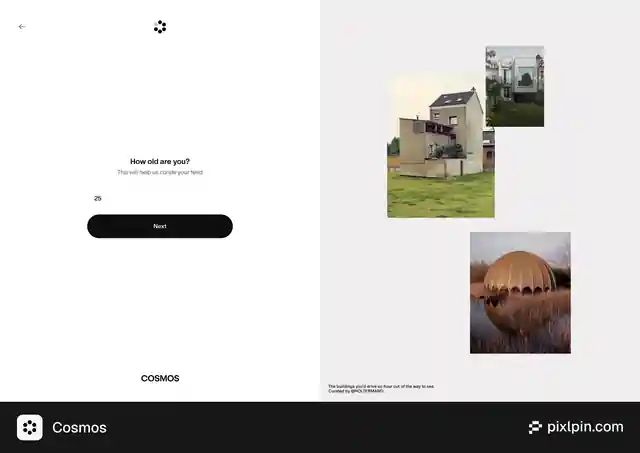 How old are you?
This will help us curate your feed
25
Next
COSMOS
The buildings you'd drive an hour out of the way to see.
Curated by
Cosmos
pixlpin.com